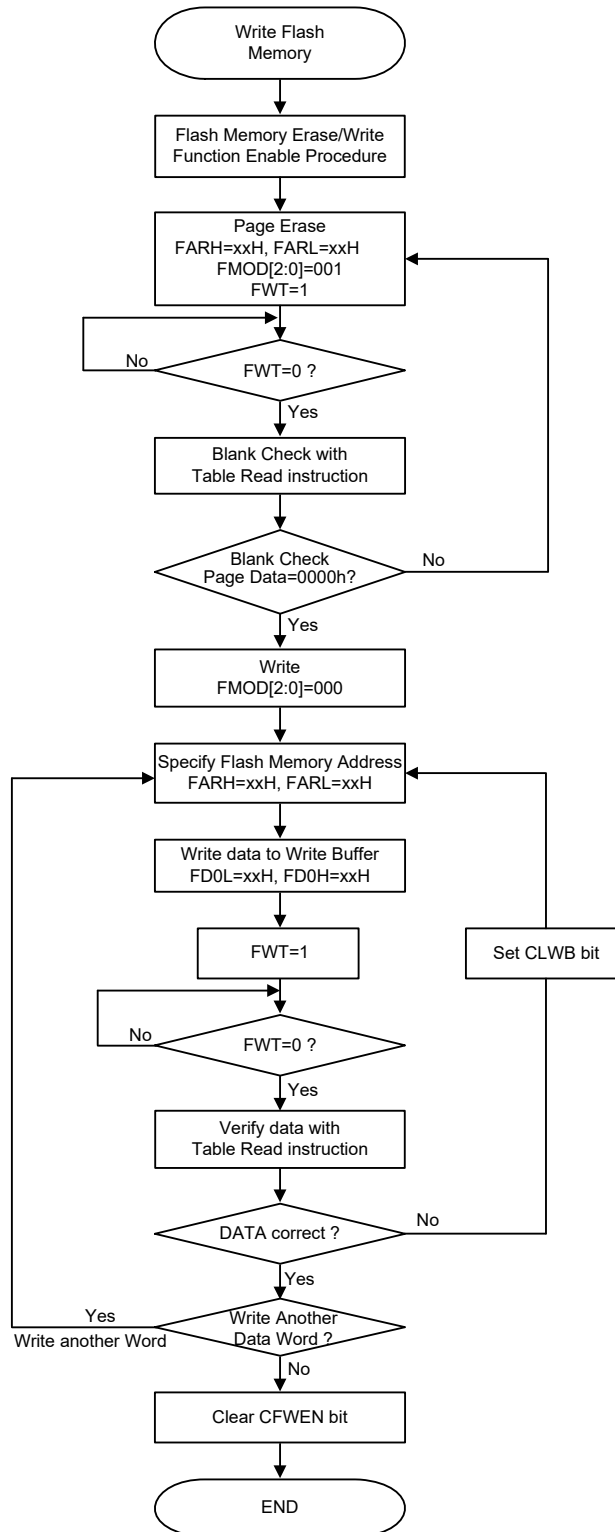 Write Flash
Memory
Flash Memory Erase/Write
Function Enable Procedure
Page Erase
FARH=xxH, FARL=xxH
FMOD[2:0]=001
FWT=1
No
FWT=0 ?
Yes
Blank Check with
Table Read instruction
Blank Check
Page Data=0000h?
No
Yes
Write
FMOD[2:0]=000
Specify Flash Memory Address
FARH=xxH, FARL=xxH
Write data to Write Buffer
FD0L=xxH, FD0H=xxH
FWT=1
Set CLWB bit
No
FWT=0 ?
Yes
Verify data with
Table Read instruction
DATA correct ?
No
Yes
Yes
Write another Word
Write Another
Data Word ?
No
Clear CFWEN bit
END